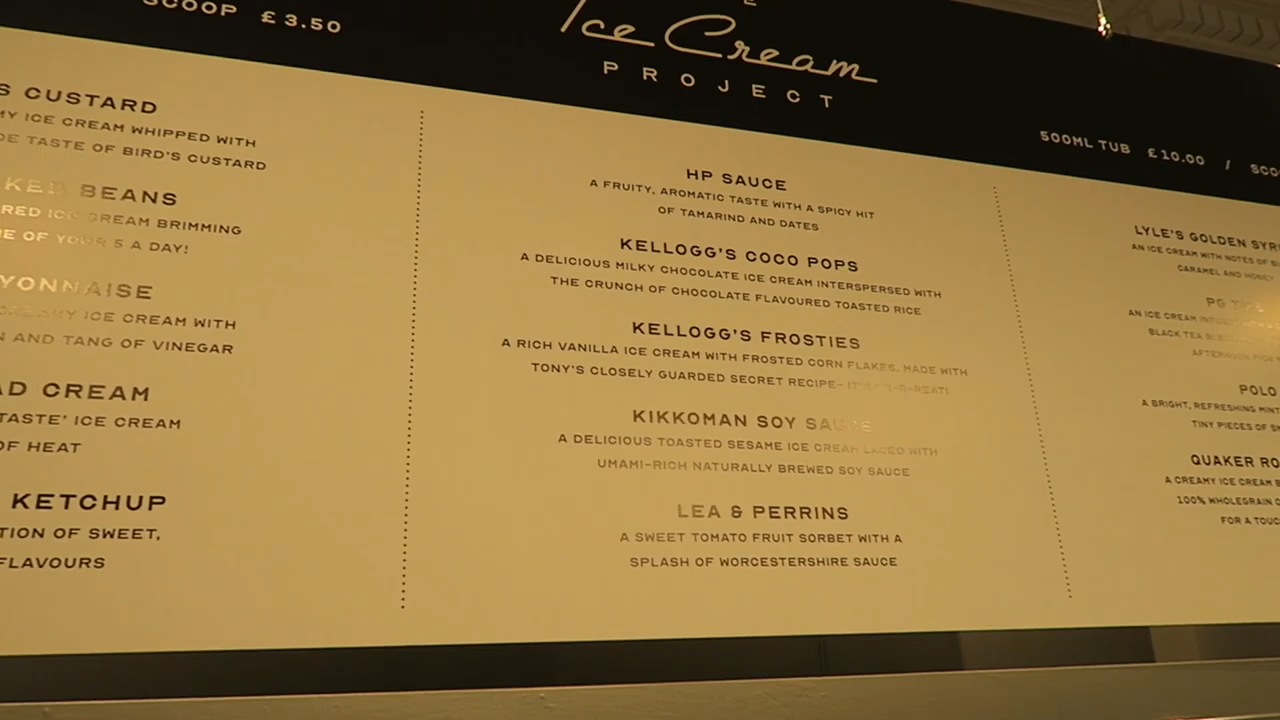 SCOOP £3.50
Ice Cream
PROJECT
500ML TUB £10.00 /
CUSTARD
ICE CREAM WHIPPED WITH
TASTE OF BIRD'S CUSTARD
BEANS
ICE CREAM BRIMMING
OF YOUR 5 A DAY!
ICE CREAM WITH
AND TANG OF VINEGAR
CREAM
TASTE' ICE CREAM
OF HEAT
KETCHUP
OF SWEET,
FLAVOURS
HP SAUCE
A FRUITY, AROMATIC TASTE WITH A SPICY HIT
OF TAMARIND AND DATES
KELLOGG'S COCO POPS
A DELICIOUS MILKY CHOCOLATE ICE CREAM INTERSPERSED WITH
THE CRUNCH OF CHOCOLATE FLAVOURED TOASTED RICE
KELLOGG'S FROSTIES
A RICH VANILLA ICE CREAM WITH FROSTED CORN FLAKES. MADE WITH
TONY'S CLOSELY GUARDED SECRET RECIPE-
KIKKOMAN SOY SAUCE
A DELICIOUS TOASTED SESAME ICE CREAM LACED WITH
UMAMI-RICH NATURALLY BREWED SOY SAUCE
LEA & PERRINS
A SWEET TOMATO FRUIT SORBET WITH A
SPLASH OF WORCESTERSHIRE SAUCE
LYLE'S GOLDEN
AN ICE CREAM WITH NOTES OF
CARAMEL AND HONEY
PG
AN ICE CREAM
BLACK TEA
POLO
A BRIGHT, REFRESHING MINT
TINY PIECES OF
QUAKER
A CREAMY ICE CREAM
100% WHOLEGRAIN
FOR A